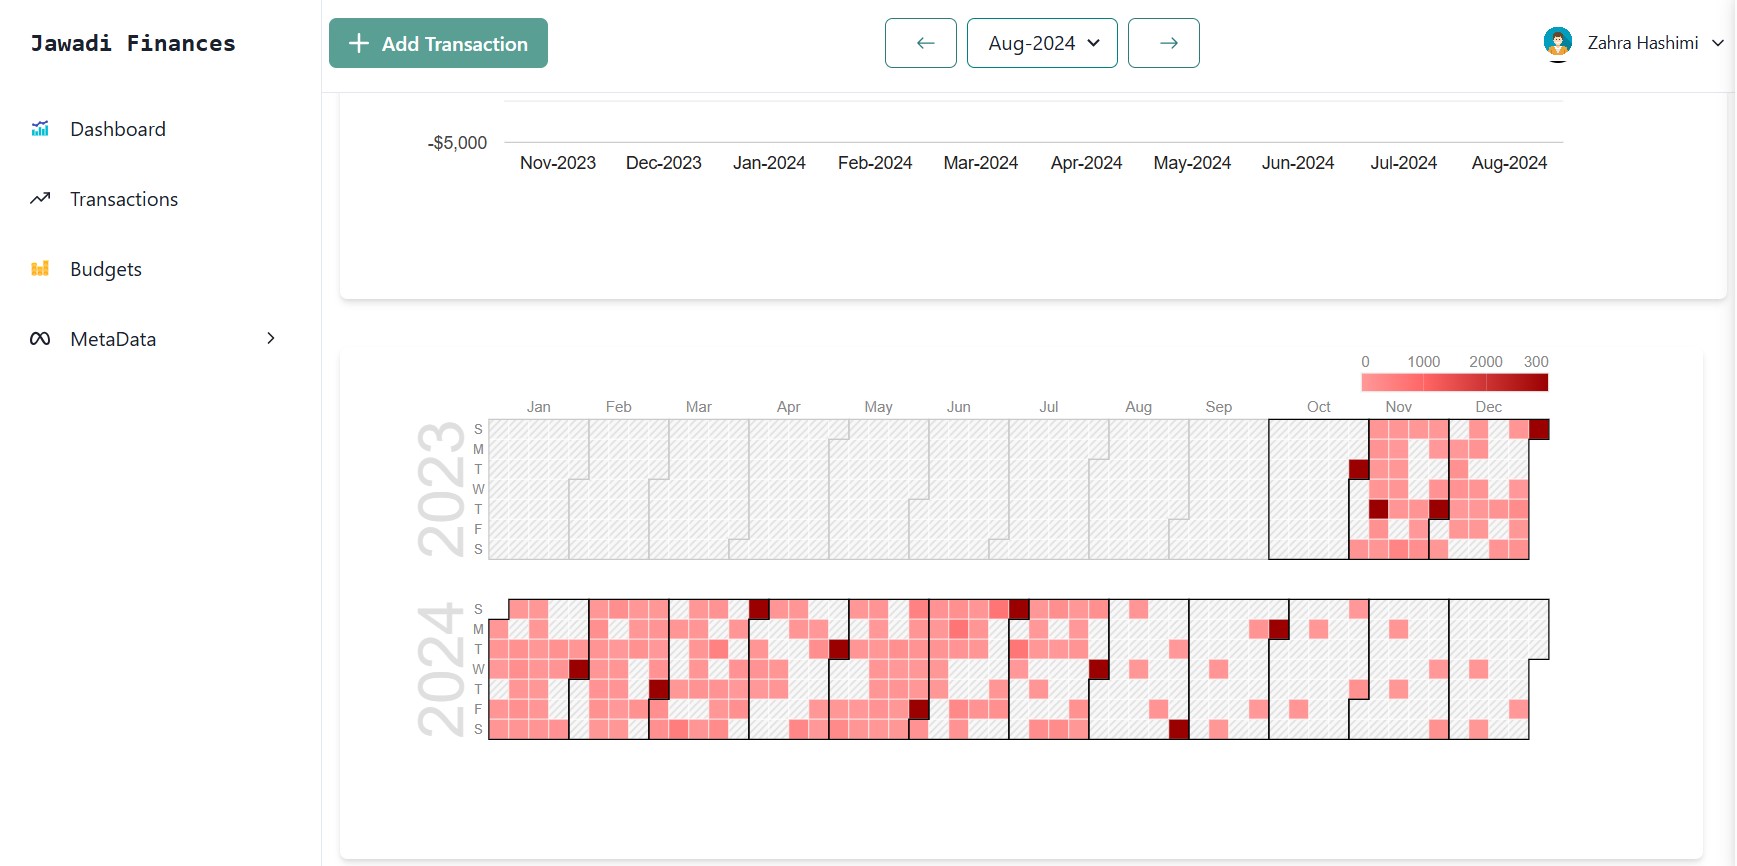 Jawadi Finances
Add Transaction
Aug-2024
Zahra Hashimi
Dashboard
Transactions
Budgets
MetaData
-$5,000
Nov-2023 Dec-2023 Jan-2024 Feb-2024 Mar-2024 Apr-2024 May-2024 Jun-2024 Jul-2024 Aug-2024
0 1000 2000 300
Jan Feb Mar Apr May Jun Jul Aug Sep Oct Nov Dec
2023
S
M
T
W
T
F
S
2024
S
M
T
W
T
F
S